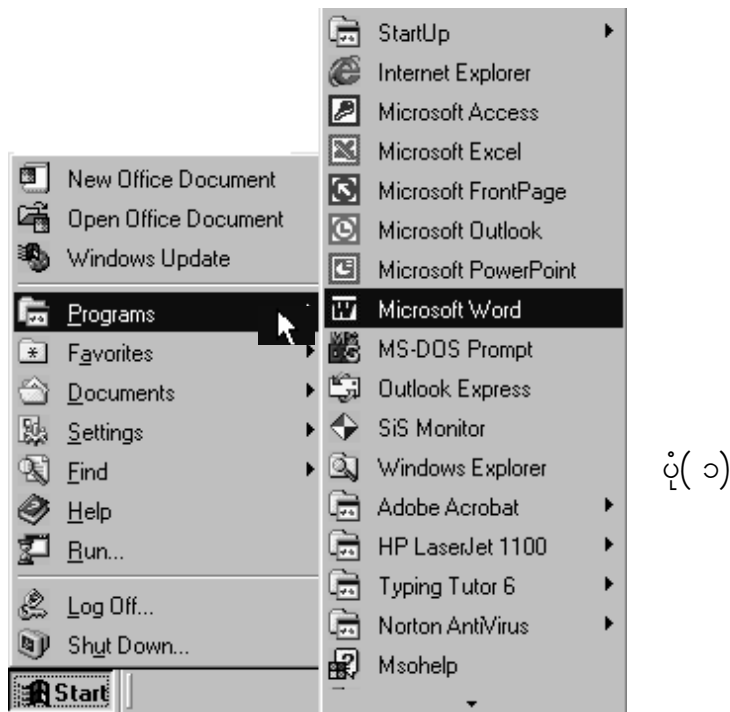 StartUp
Internet Explorer
Microsoft Access
Microsoft Excel
Microsoft FrontPage
Microsoft Outlook
Microsoft PowerPoint
Microsoft Word
MS-DOS Prompt
Outlook Express
SiS Monitor
Windows Explorer
Adobe Acrobat
HP LaserJet 1100
Typing Tutor 6
Norton AntiVirus
Msohelp
New Office Document
Open Office Document
Windows Update
Programs
Favorites
Documents
Settings
Find
Help
Run...
Log Off...
Shut Down...
Start
ပုံ( ၁)